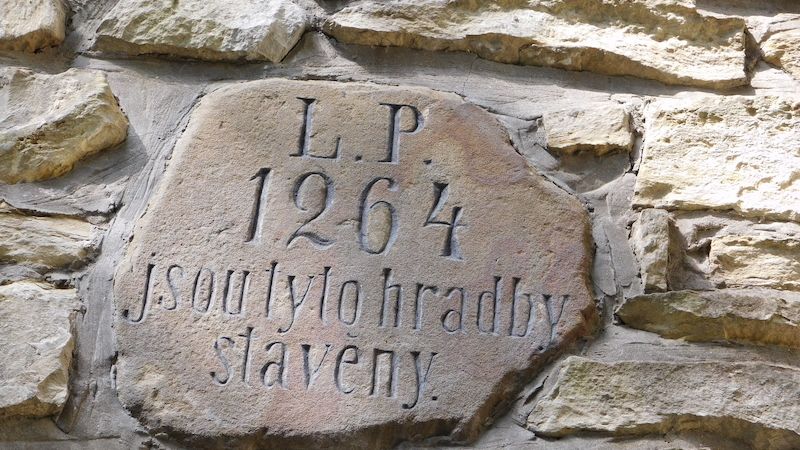 L.P.
1264
jsou tyto hradby
stavěny.